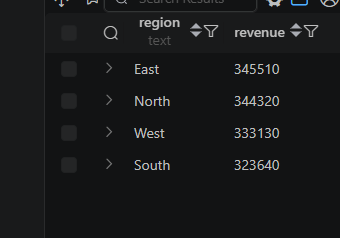 Search Results
region
text
revenue
East 345510
North 344320
West 333130
South 323640